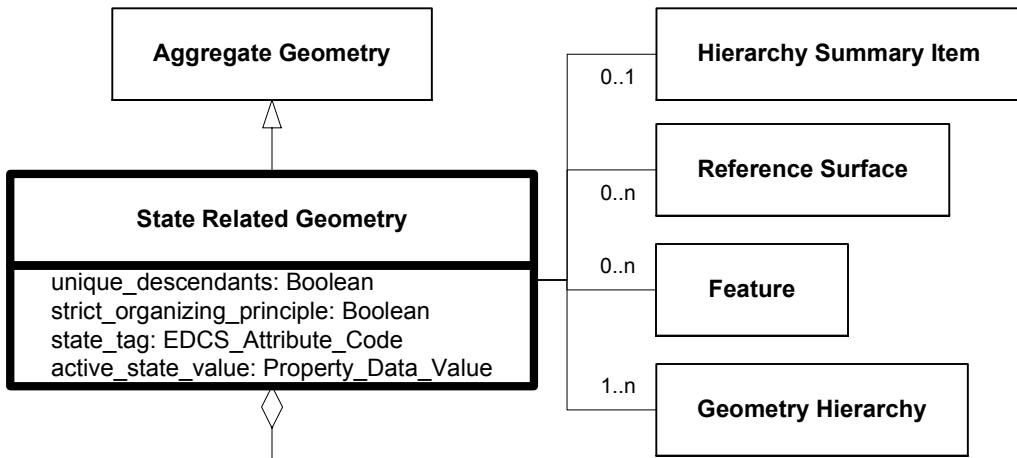 Aggregate Geometry
Hierarchy Summary Item
0..1
Reference Surface
0..n
State Related Geometry
unique_descendants: Boolean
strict_organizing_principle: Boolean
state_tag: EDCS_Attribute_Code
active_state_value: Property_Data_Value
0..n
Feature
1..n
Geometry Hierarchy